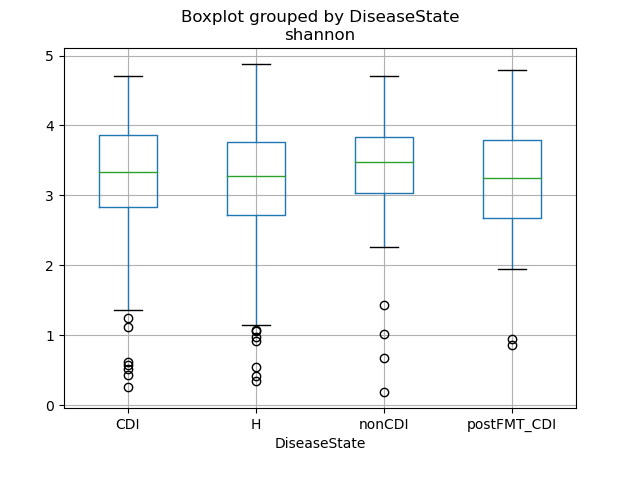 Boxplot grouped by DiseaseState
shannon
5
4
3
2
1
0
CDI
H
nonCDI
postFMT_CDI
DiseaseState